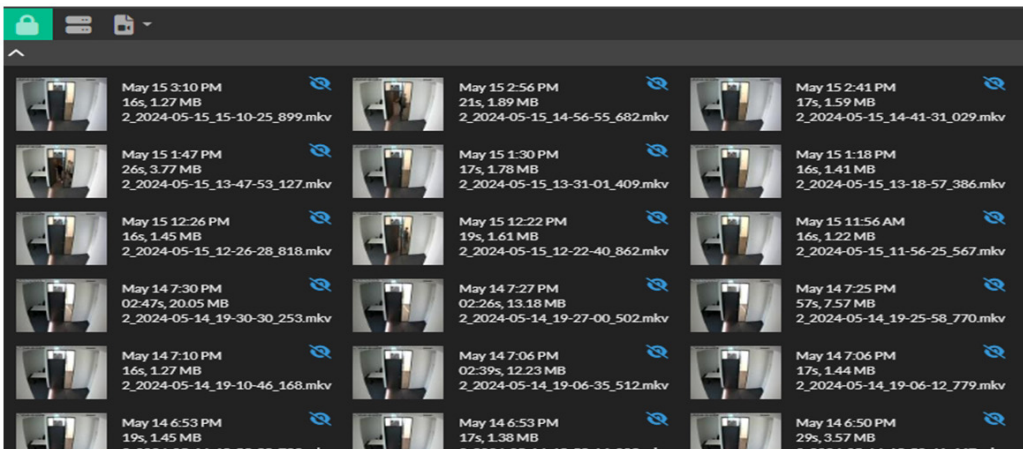 May 15 3:10 PM
16s, 1.27 MB
2_2024-05-15_15-10-25_899.mkv
May 15 2:56 PM
21s, 1.89 MB
2_2024-05-15_14-56-55_682.mkv
May 15 2:41 PM
17s, 1.59 MB
2_2024-05-15_14-41-31_029.mkv
May 15 1:47 PM
26s, 3.77 MB
2_2024-05-15_13-47-53_127.mkv
May 15 1:30 PM
17s, 1.78 MB
2_2024-05-15_13-31-01_409.mkv
May 15 1:18 PM
16s, 1.41 MB
2_2024-05-15_13-18-57_386.mkv
May 15 12:26 PM
16s, 1.45 MB
2_2024-05-15_12-26-28_818.mkv
May 15 12:22 PM
19s, 1.61 MB
2_2024-05-15_12-22-40_862.mkv
May 15 11:56 AM
16s, 1.22 MB
2_2024-05-15_11-56-25_567.mkv
May 14 7:30 PM
02:47s, 20.05 MB
2_2024-05-14_19-30-30_253.mkv
May 14 7:27 PM
02:26s, 13.18 MB
2_2024-05-14_19-27-00_502.mkv
May 14 7:25 PM
57s, 7.57 MB
2_2024-05-14_19-25-58_770.mkv
May 14 7:10 PM
16s, 1.27 MB
2_2024-05-14_19-10-46_168.mkv
May 14 7:06 PM
02:39s, 12.23 MB
2_2024-05-14_19-06-35_512.mkv
May 14 7:06 PM
17s, 1.44 MB
2_2024-05-14_19-06-12_779.mkv
May 14 6:53 PM
19s, 1.45 MB
May 14 6:53 PM
17s, 1.38 MB
May 14 6:50 PM
29s, 3.57 MB